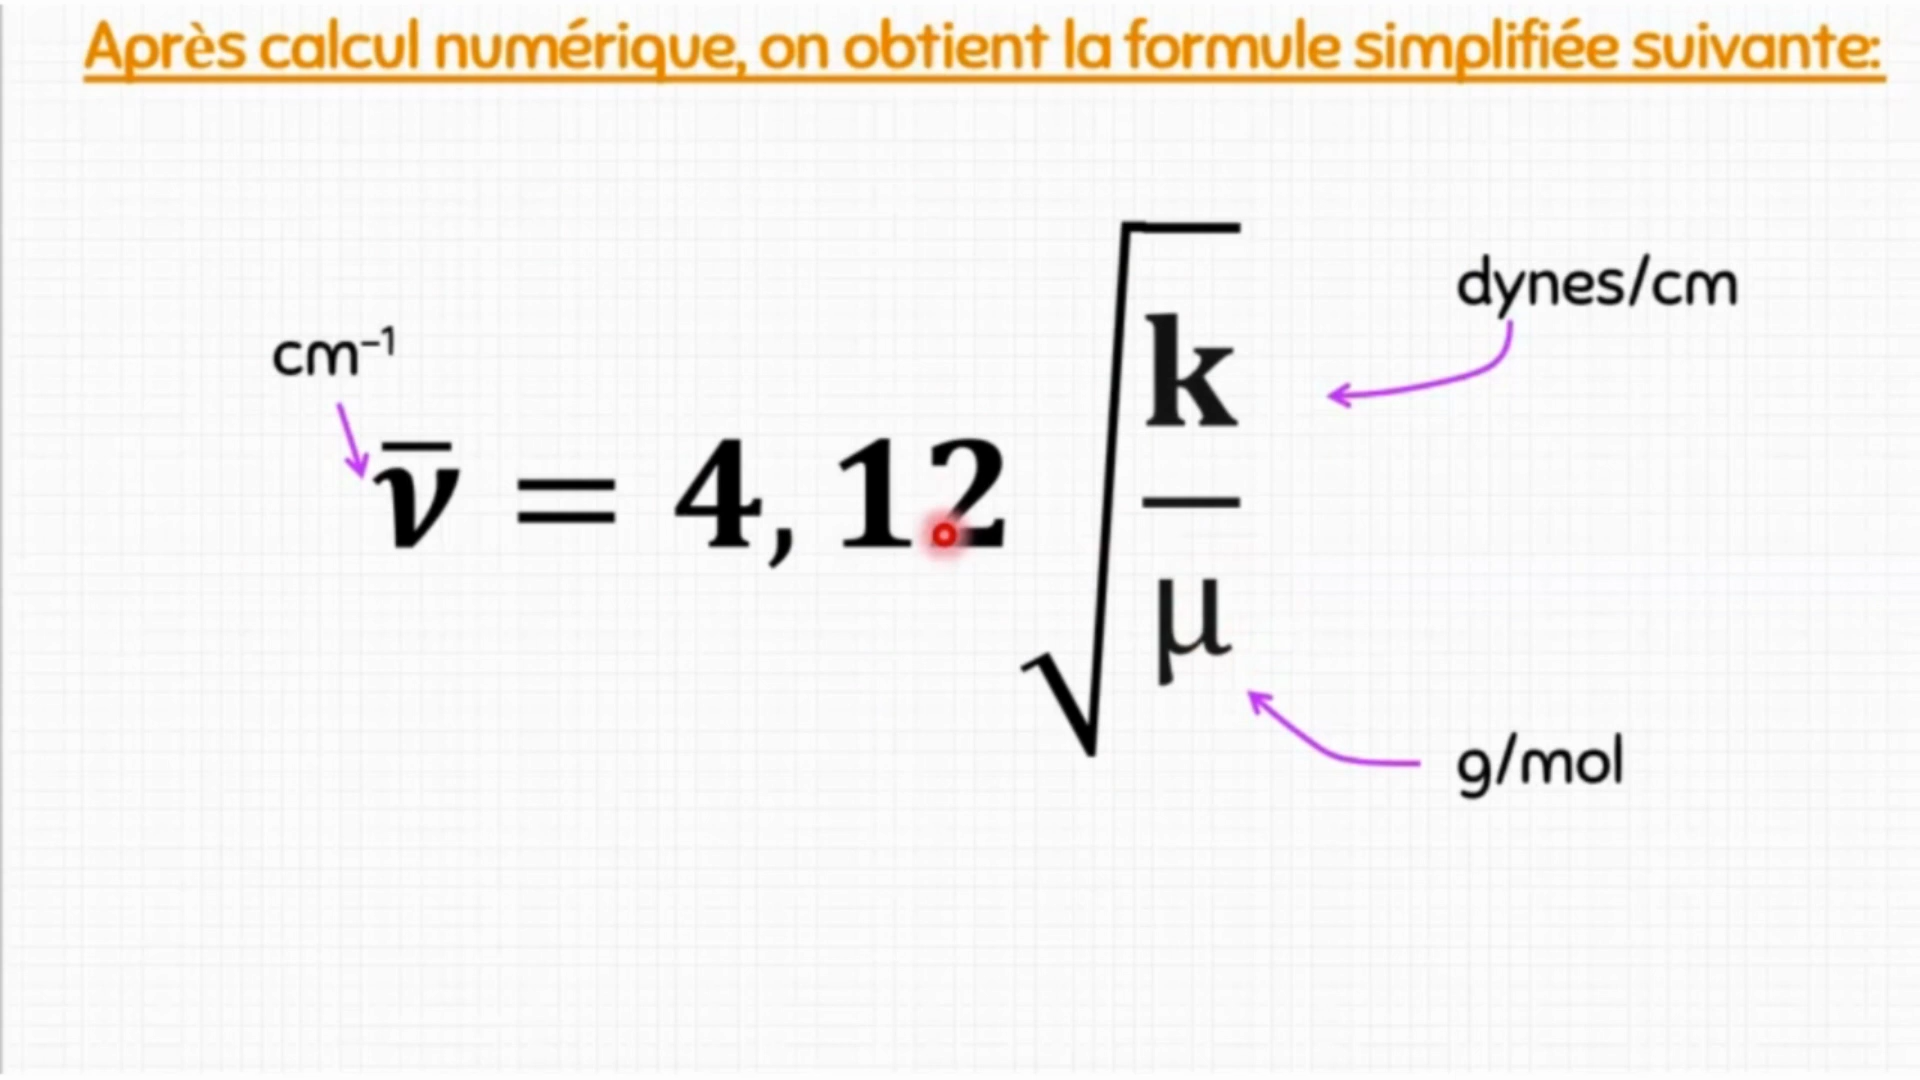 Après calcul numérique, on obtient la formule simplifiée suivante:
dynes/cm
cm⁻¹
ν̅ = 4,12 √(k/μ)
g/mol